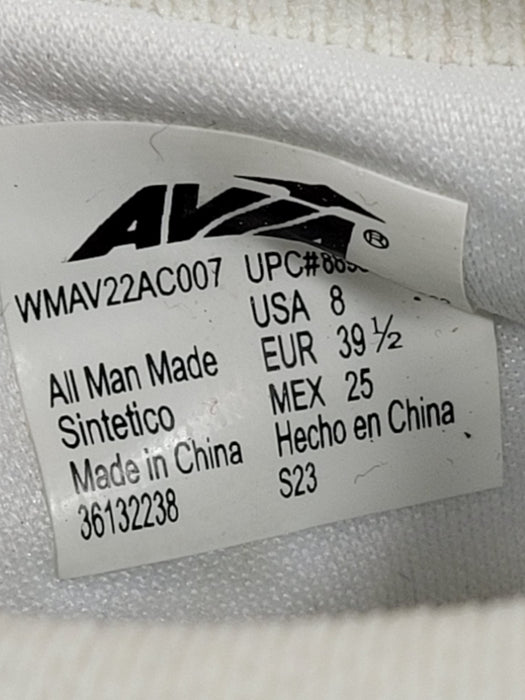 AVIA ®
WMAV22AC007 UPC#
USA 8
EUR 39 ½
All Man Made MEX 25
Sintetico Hecho en China
Made in China S23
36132238